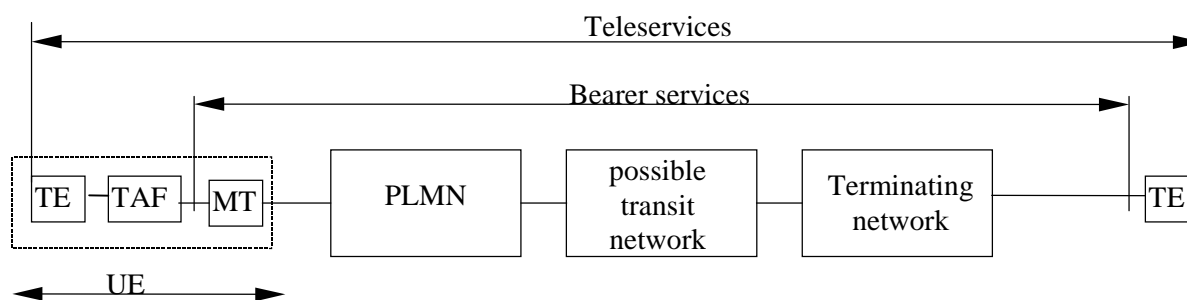 Teleservices
Bearer services
TE
TAF
MT
PLMN
possible
transit
network
Terminating
network
TE
UE